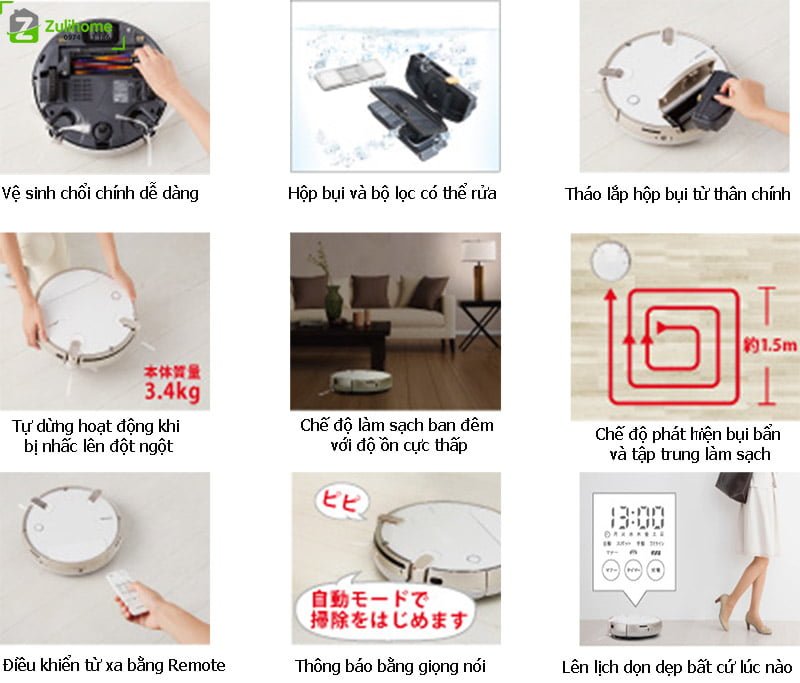 Zulihome
Vệ sinh chổi chính dễ dàng
Hộp bụi và bộ lọc có thể rửa
Tháo lắp hộp bụi từ thân chính
本体質量
3.4kg
約1.5m
Tự dừng hoạt động khi
bị nhấc lên đột ngột
Chế độ làm sạch ban đêm
với độ ồn cực thấp
Chế độ phát hiện bụi bẩn
và tập trung làm sạch
ピピッ
自動モードで
掃除をはじめます
13:00
Điều khiển từ xa bằng Remote
Thông báo bằng giọng nói
Lên lịch dọn dẹp bất cứ lúc nào